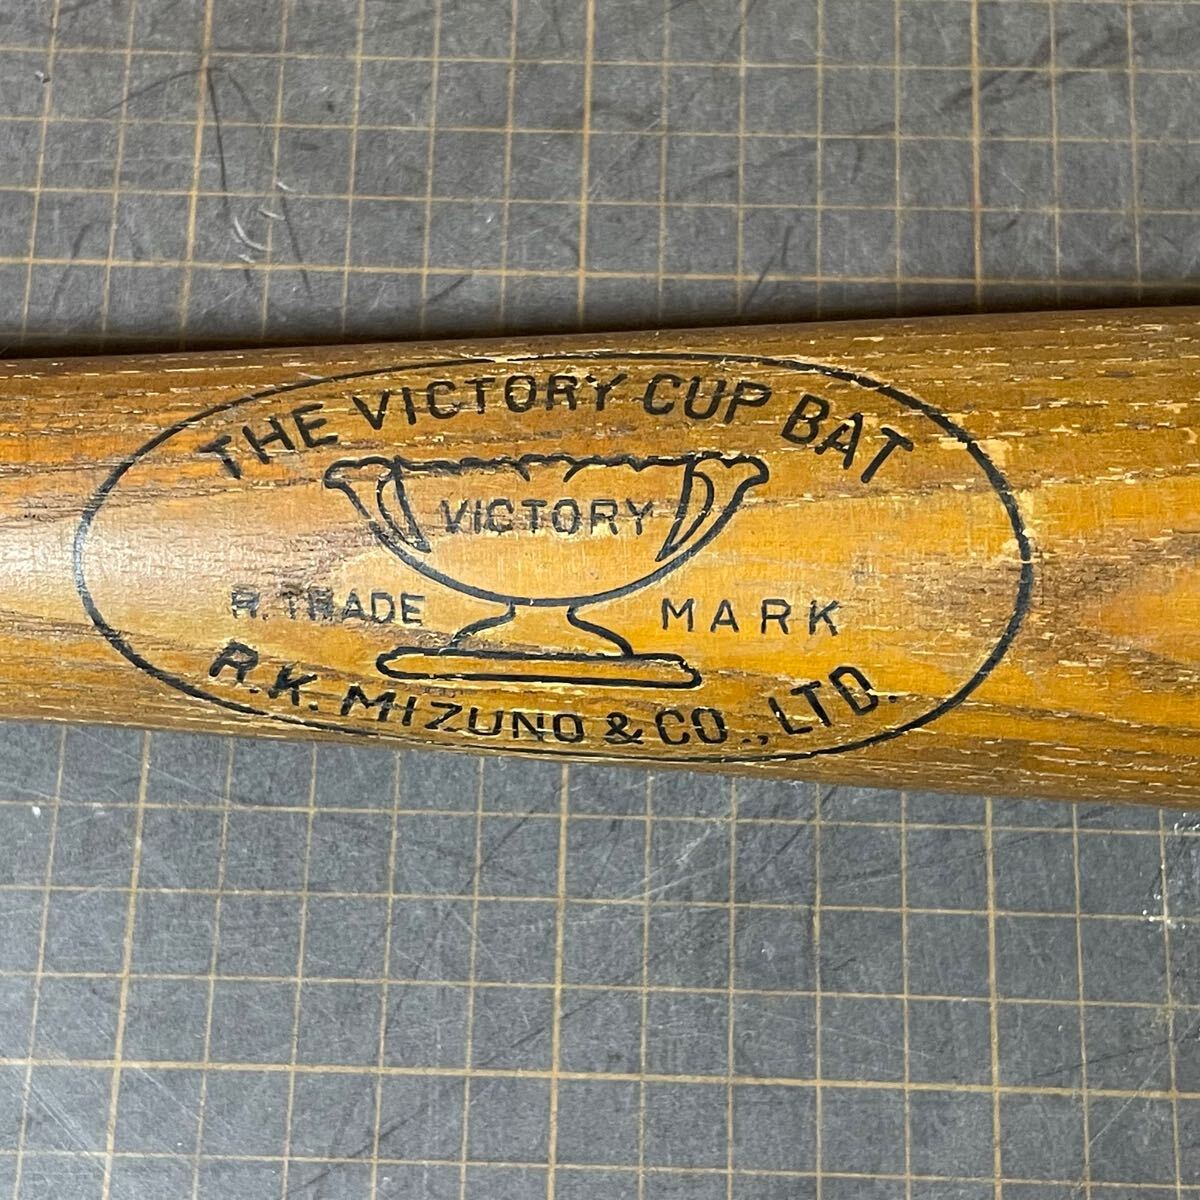 THE VICTORY CUP BAT
VICTORY
R. TRADE MARK
R.K. MIZUNO & CO., LTD.